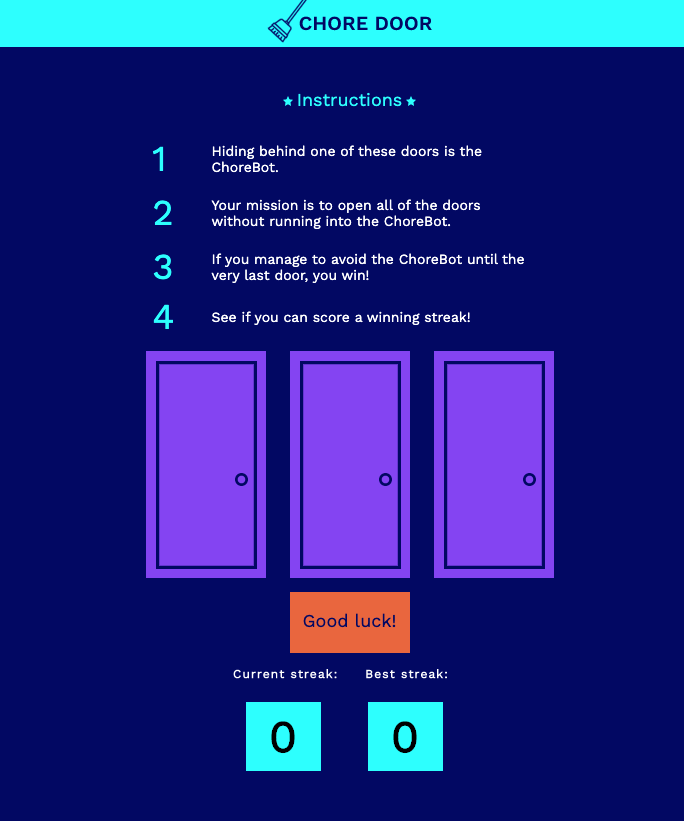 CHORE DOOR
Instructions
1
Hiding behind one of these doors is the
ChoreBot.
2
Your mission is to open all of the doors
without running into the ChoreBot.
3
If you manage to avoid the ChoreBot until the
very last door, you win!
4
See if you can score a winning streak!
Good luck!
Current streak: Best streak:
0 0